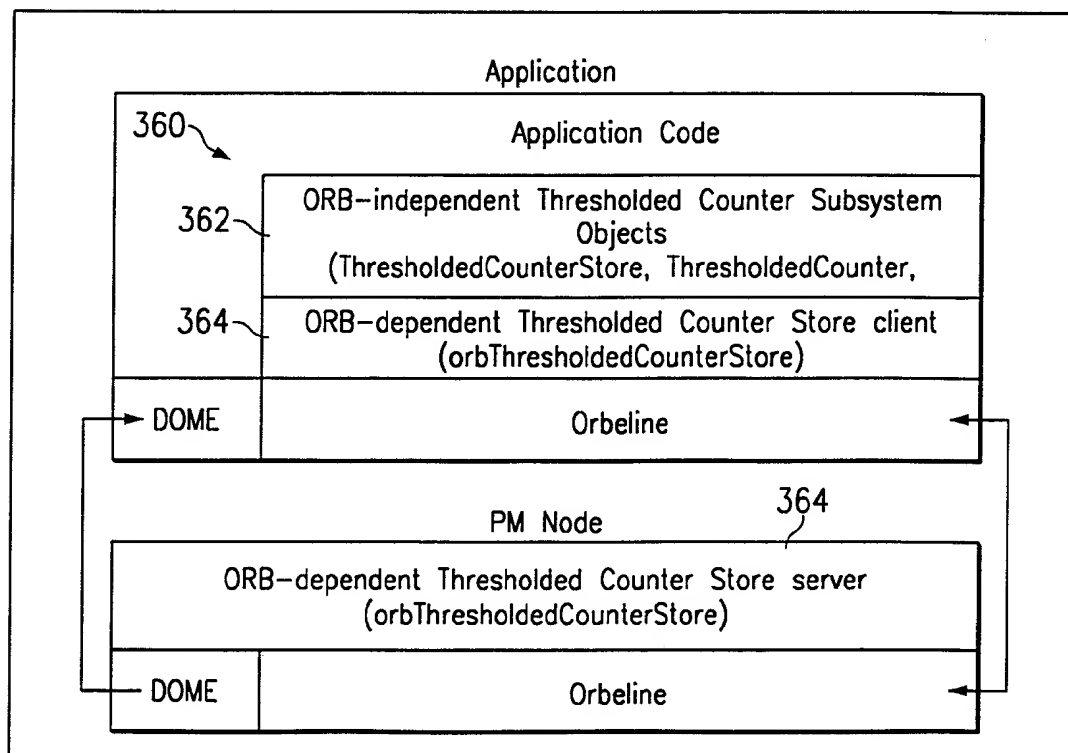 Application
360
Application Code
362
ORB-independent Thresholded Counter Subsystem
Objects
(ThresholdedCounterStore, ThresholdedCounter,
364
ORB-dependent Thresholded Counter Store client
(orbThresholdedCounterStore)
DOME
Orbeline
PM Node
364
ORB-dependent Thresholded Counter Store server
(orbThresholdedCounterStore)
DOME
Orbeline